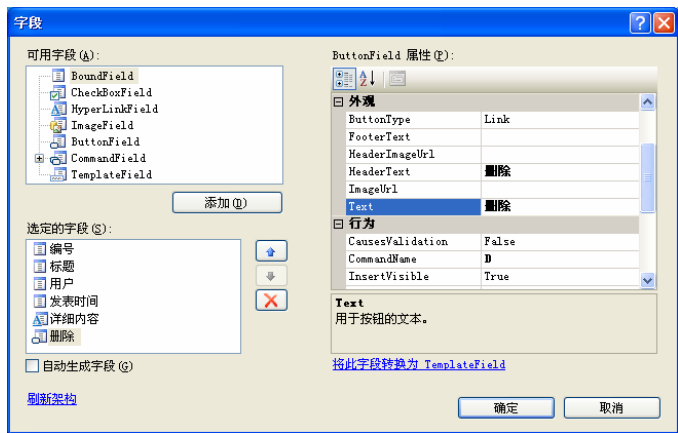 字段
可用字段(A):
BoundField
CheckBoxField
HyperLinkField
ImageField
ButtonField
CommandField
TemplateField
添加(D)
选定的字段(S):
编号
标题
用户
发表时间
详细内容
删除
自动生成字段(G)
刷新架构
ButtonField 属性(P):
外观
ButtonType Link
FooterText
HeaderImageUrl
HeaderText 删除
ImageUrl
Text 删除
行为
CausesValidation False
CommandName D
InsertVisible True
Text
用于按钮的文本。
将此字段转换为 TemplateField
确定 取消